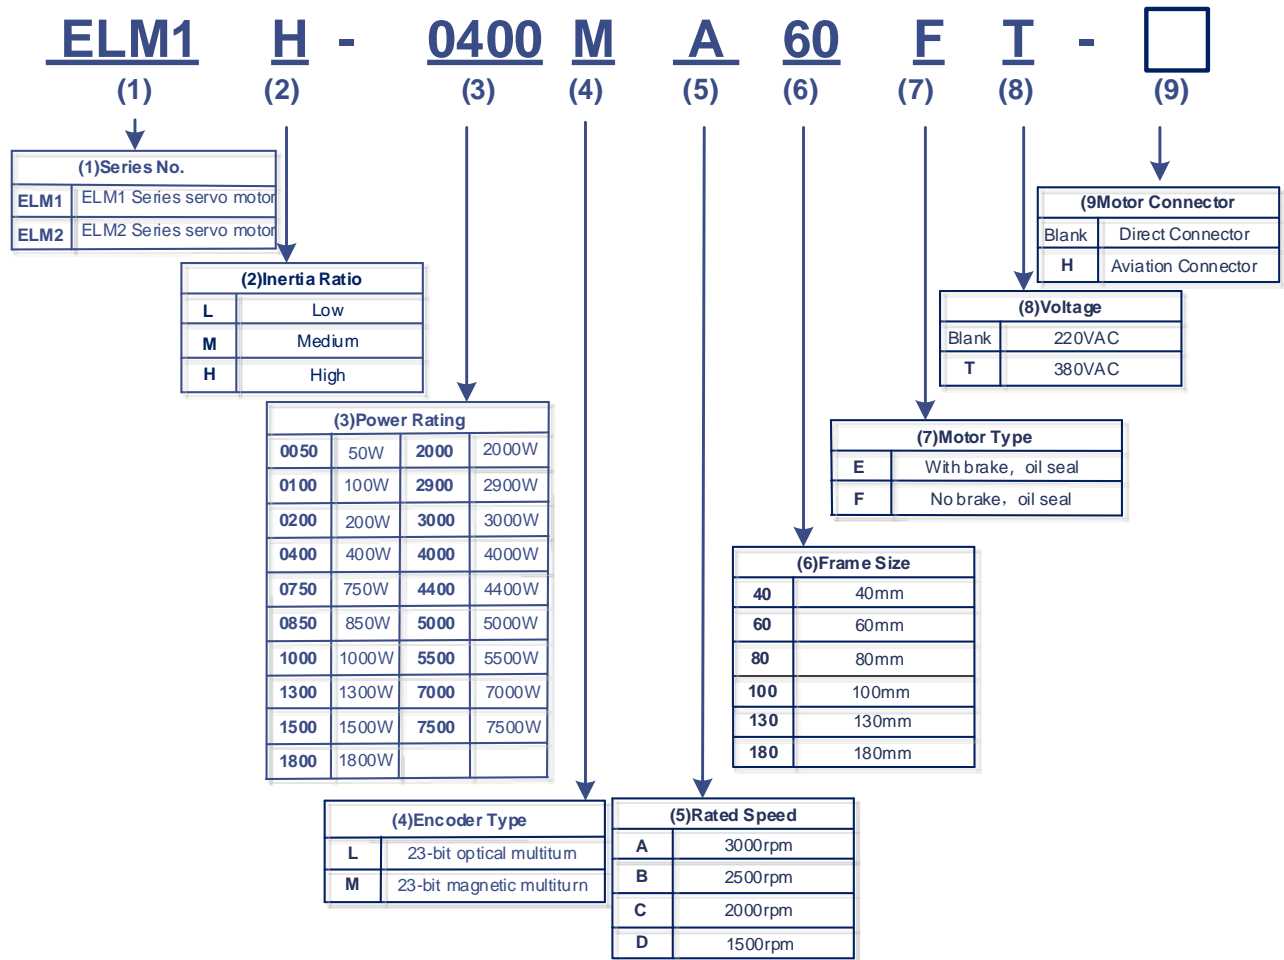 ELM1 H - 0400 M A 60 F T -
(1) (2) (3) (4) (5) (6) (7) (8) (9)
(1)Series No.
ELM1 ELM1 Series servo motor
ELM2 ELM2 Series servo motor
(2)Inertia Ratio
L Low
M Medium
H High
(3)Power Rating
0050 50W 2000 2000W
0100 100W 2900 2900W
0200 200W 3000 3000W
0400 400W 4000 4000W
0750 750W 4400 4400W
0850 850W 5000 5000W
1000 1000W 5500 5500W
1300 1300W 7000 7000W
1500 1500W 7500 7500W
1800 1800W
(4)Encoder Type
L 23-bit optical multiturn
M 23-bit magnetic multiturn
(5)Rated Speed
A 3000rpm
B 2500rpm
C 2000rpm
D 1500rpm
(6)Frame Size
40 40mm
60 60mm
80 80mm
100 100mm
130 130mm
180 180mm
(7)Motor Type
E With brake, oil seal
F No brake, oil seal
(8)Voltage
Blank 220VAC
T 380VAC
(9Motor Connector
Blank Direct Connector
H Aviation Connector